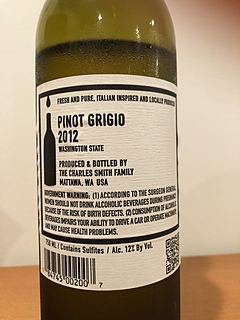 FRESH AND PURE, ITALIAN INSPIRED AND LOCALLY PRODUCED
PINOT GRIGIO
2012
WASHINGTON STATE
PRODUCED & BOTTLED BY
THE CHARLES SMITH FAMILY
MATTAWA, WA USA
GOVERNMENT WARNING: (1) ACCORDING TO THE SURGEON GENERAL,
WOMEN SHOULD NOT DRINK ALCOHOLIC BEVERAGES DURING PREGNANCY
BECAUSE OF THE RISK OF BIRTH DEFECTS. (2) CONSUMPTION OF ALCOHOLIC
BEVERAGES IMPAIRS YOUR ABILITY TO DRIVE A CAR OR OPERATE MACHINERY,
AND MAY CAUSE HEALTH PROBLEMS.
750 ML / Contains Sulfites / Alc. 12% By Vol.
84745 00200 7